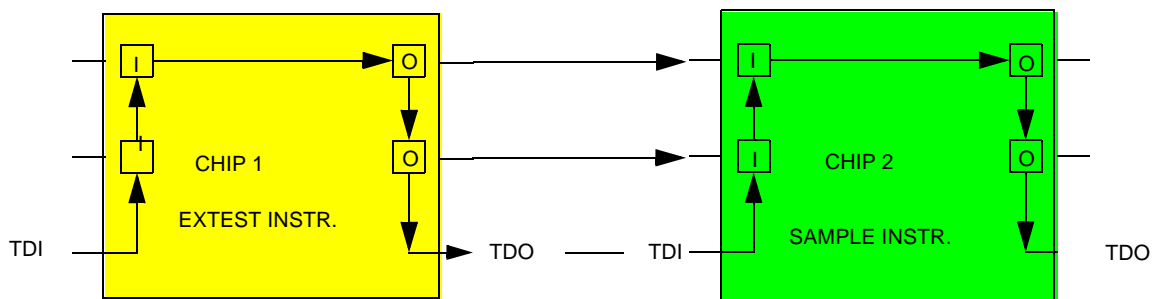 I
O
I
O
I
CHIP 1
O
I
CHIP 2
O
EXTEST INSTR.
SAMPLE INSTR.
TDI
TDO
TDI
TDO